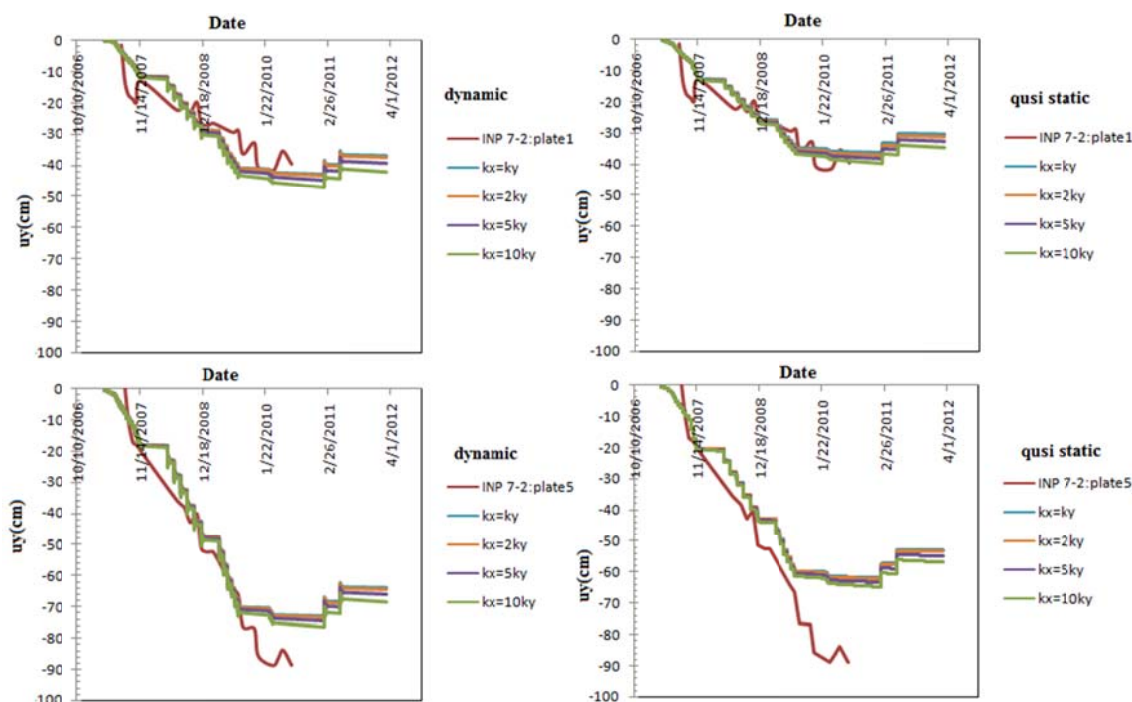 Date
0
-10
-20
-30
-40
-50
-60
-70
-80
-90
-100
uy(cm)
10/10/2006
11/14/2007
12/18/2008
1/22/2010
2/26/2011
4/1/2012
dynamic
INP 7-2:plate1
kx=ky
kx=2ky
kx=5ky
kx=10ky
Date
0
-10
-20
-30
-40
-50
-60
-70
-80
-90
-100
uy(cm)
10/10/2006
11/14/2007
12/18/2008
1/22/2010
2/26/2011
4/1/2012
qusi static
INP 7-2:plate1
kx=ky
kx=2ky
kx=5ky
kx=10ky
Date
0
-10
-20
-30
-40
-50
-60
-70
-80
-90
-100
uy(cm)
10/10/2006
11/14/2007
12/18/2008
1/22/2010
2/26/2011
4/1/2012
dynamic
INP 7-2:plate5
kx=ky
kx=2ky
kx=5ky
kx=10ky
Date
0
-10
-20
-30
-40
-50
-60
-70
-80
-90
-100
uy(cm)
10/10/2006
11/14/2007
12/18/2008
1/22/2010
2/26/2011
4/1/2012
qusi static
INP 7-2:plate5
kx=ky
kx=2ky
kx=5ky
kx=10ky